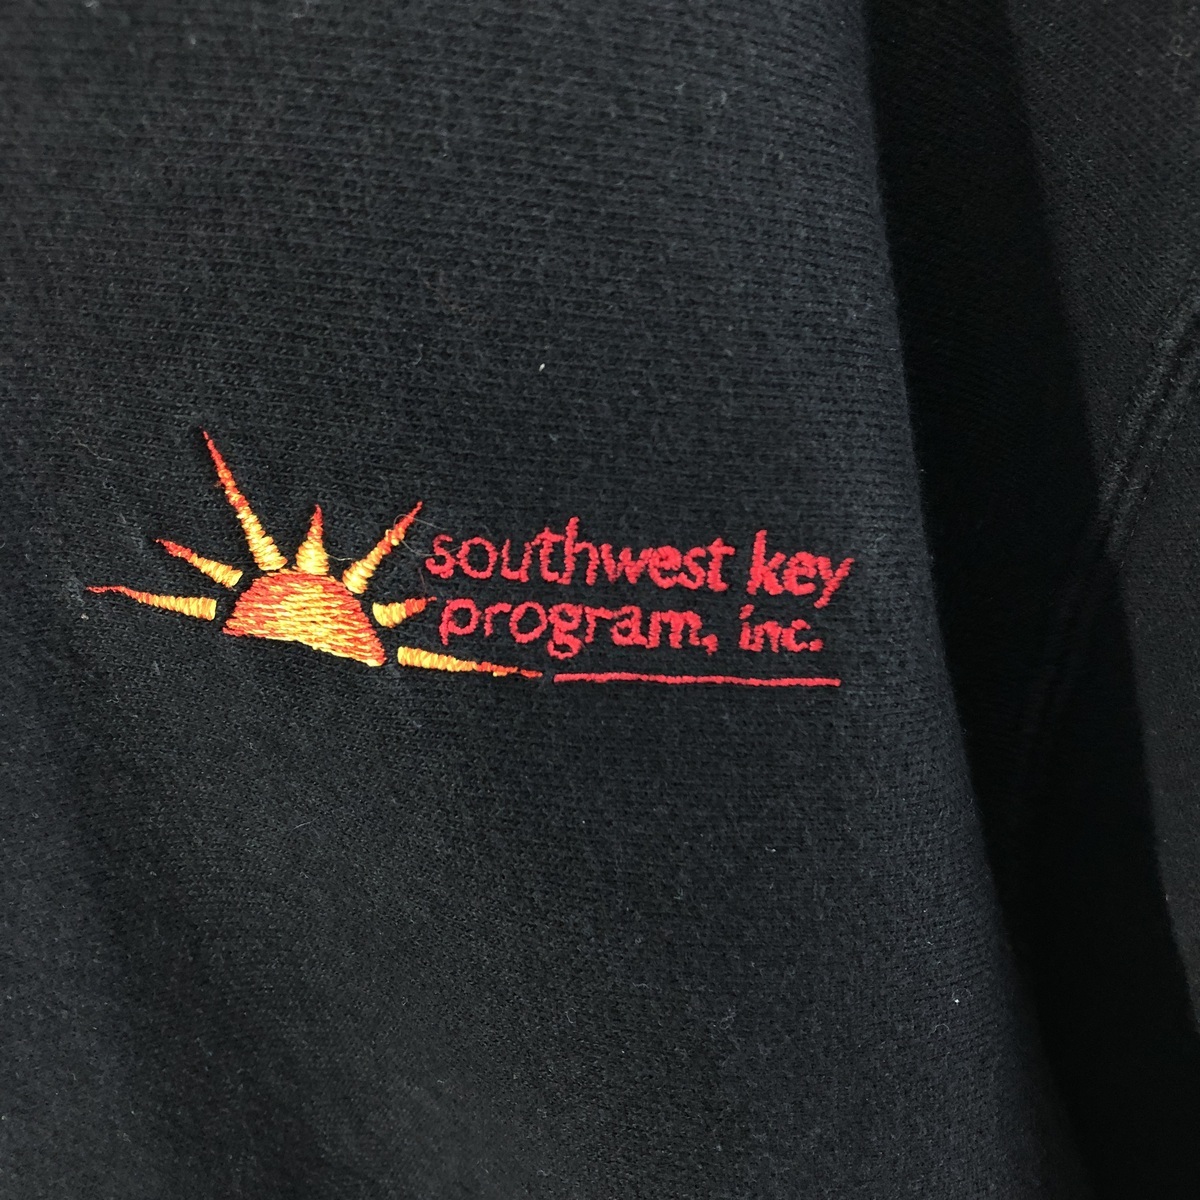 southwest key
program, inc.